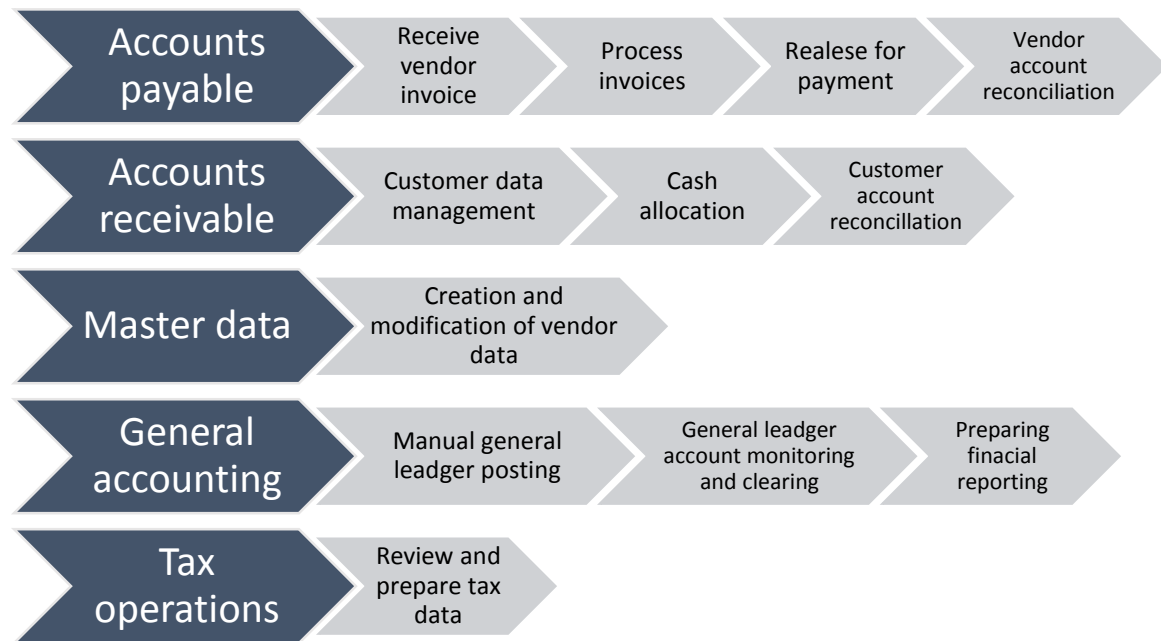 Accounts
payable
Receive
vendor
invoice
Process
invoices
Realese for
payment
Vendor
account
reconciliation
Accounts
receivable
Customer data
management
Cash
allocation
Customer
account
reconcillation
Master data
Creation and
modification of vendor
data
General
accounting
Manual general
leadger posting
General leadger
account monitoring
and clearing
Preparing
finacial
reporting
Tax
operations
Review and
prepare tax
data